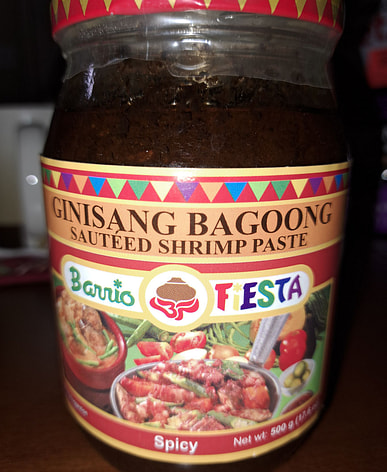 GINISANG BAGOONG
SAUTÉED SHRIMP PASTE
Barrio FIESTA
Spicy
Net wt: 500 g